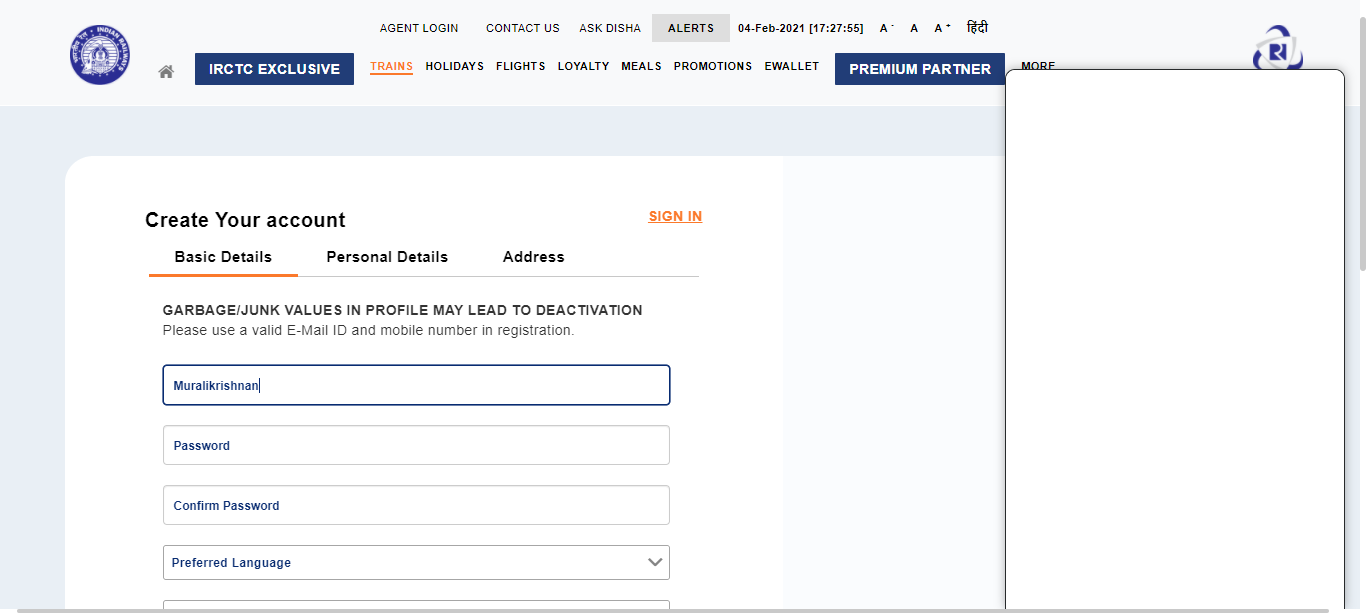 AGENT LOGIN CONTACT US ASK DISHA ALERTS 04-Feb-2021 [17:27:55] A- A A+ हिंदी
IRCTC EXCLUSIVE TRAINS HOLIDAYS FLIGHTS LOYALTY MEALS PROMOTIONS EWALLET PREMIUM PARTNER MORE
Create Your account SIGN IN
Basic Details Personal Details Address
GARBAGE/JUNK VALUES IN PROFILE MAY LEAD TO DEACTIVATION
Please use a valid E-Mail ID and mobile number in registration.
Muralikrishnan
Password
Confirm Password
Preferred Language